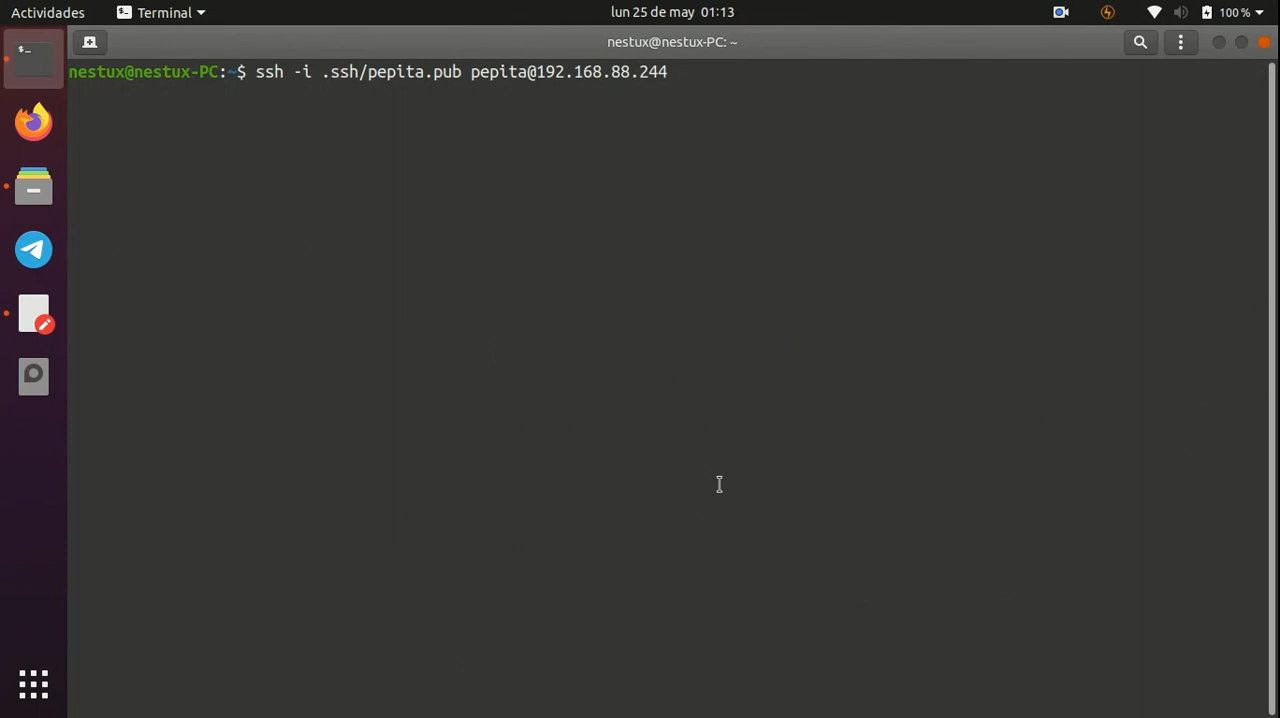 Actividades
Terminal
lun 25 de may 01:13
100 %
nestux@nestux-PC: ~
nestux@nestux-PC:~$ ssh -i .ssh/pepita.pub pepita@192.168.88.244